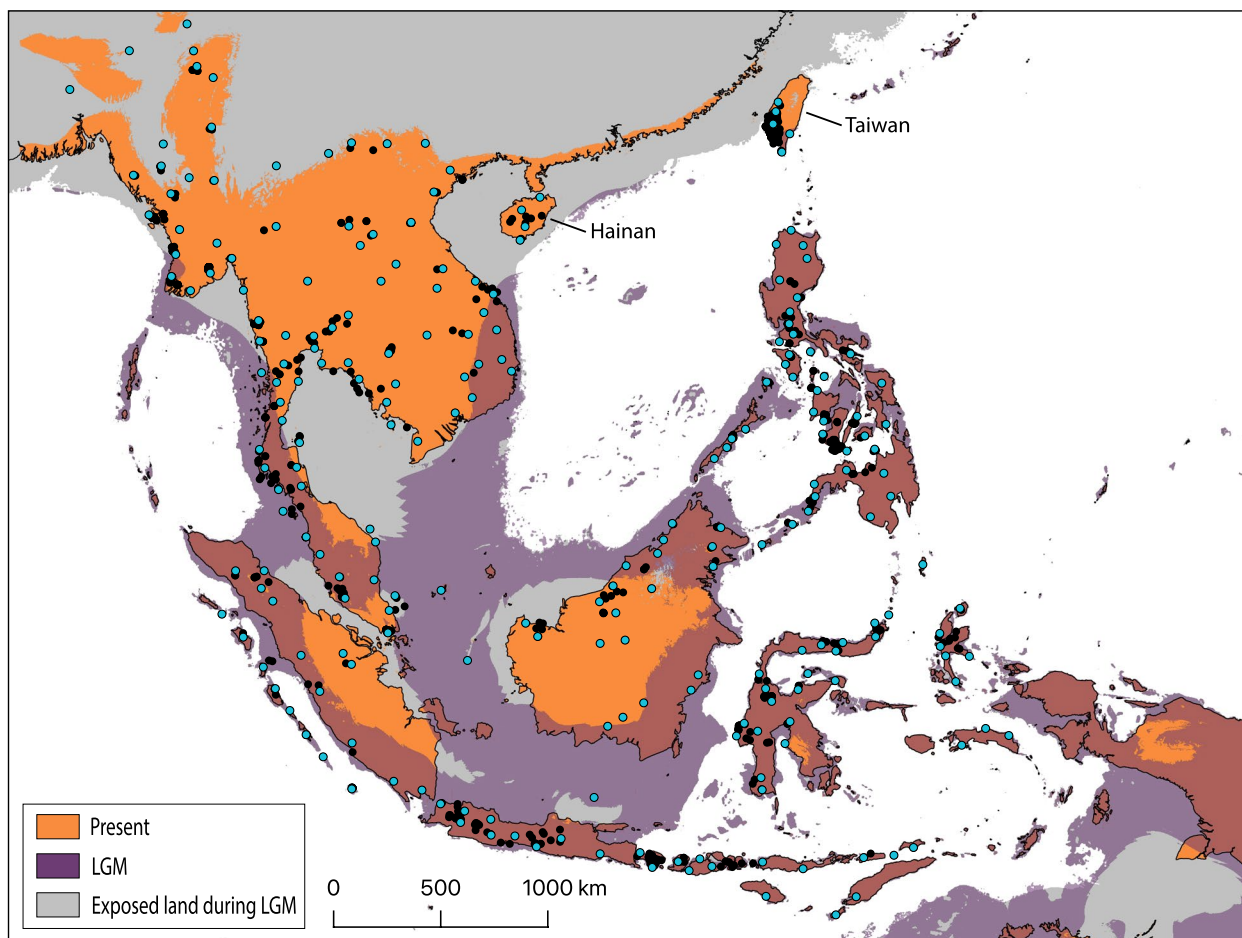 Taiwan
Hainan
Present
LGM
Exposed land during LGM
0 500 1000 km